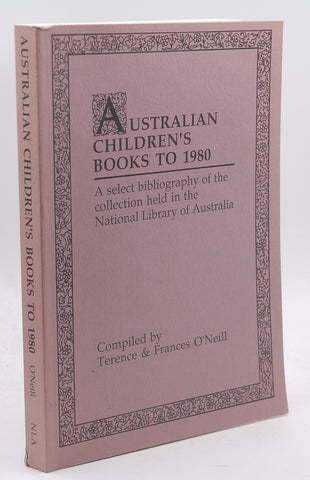 AUSTRALIAN CHILDREN'S BOOKS TO 1980 O'Neill NLA
AUSTRALIAN
CHILDREN'S
BOOKS TO 1980
A select bibliography of the
collection held in the
National Library of Australia
Compiled by
Terence & Frances O'Neill